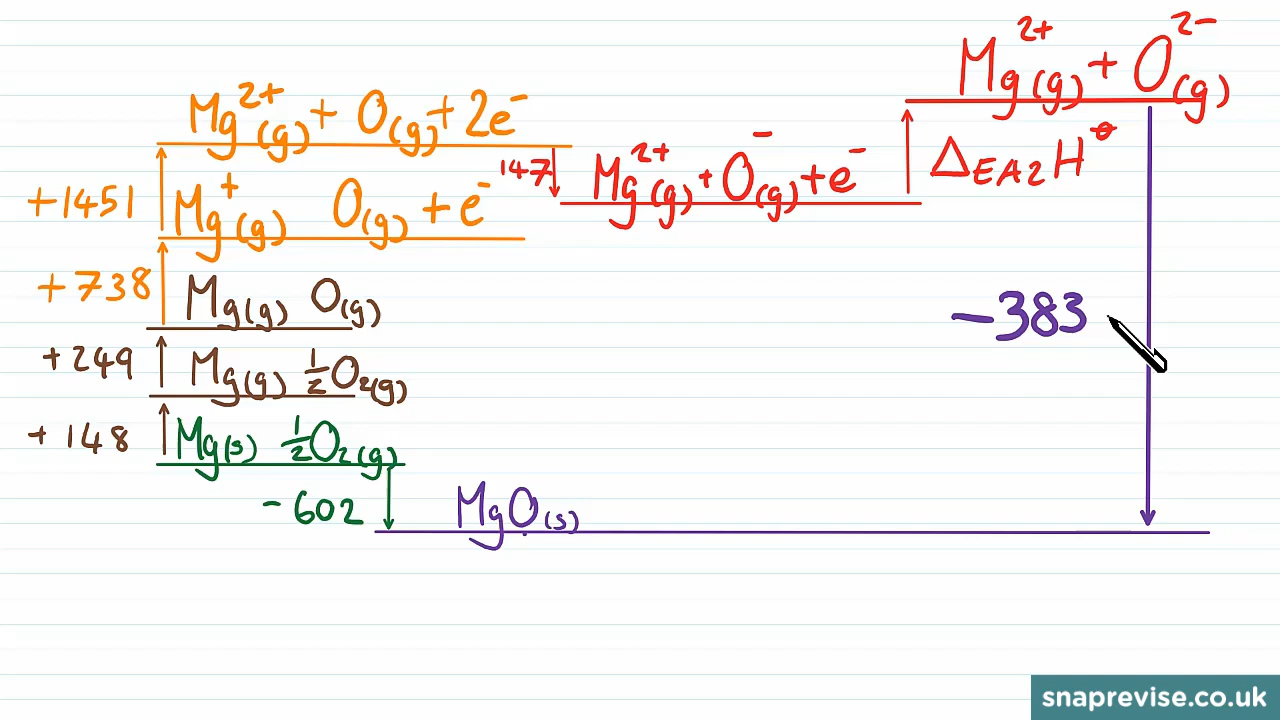 Mg²⁺(g) + O²⁻(g)
Mg²⁺(g) + O(g) + 2e⁻
147
Mg²⁺(g) + O⁻(g) + e⁻
Δ_EA2 H⦵
+1451
Mg⁺(g) O(g) + e⁻
+738
Mg(g) O(g)
-383
+249
Mg(g) ½O₂(g)
+148
Mg(s) ½O₂(g)
-602
MgO(s)
snaprevise.co.uk